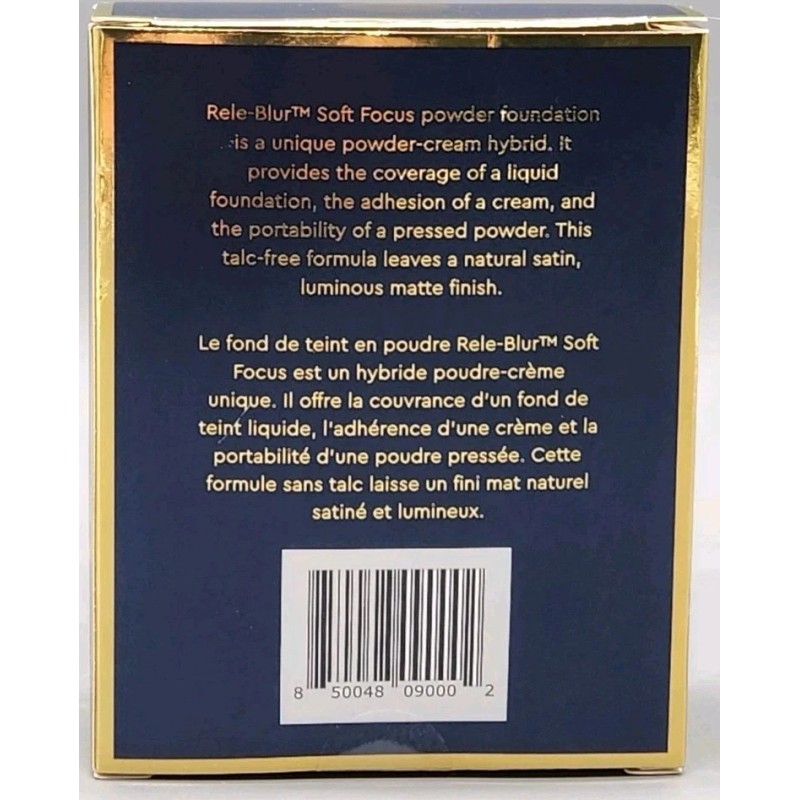 Rele-Blur™ Soft Focus powder foundation
is a unique powder-cream hybrid. It
provides the coverage of a liquid
foundation, the adhesion of a cream, and
the portability of a pressed powder. This
talc-free formula leaves a natural satin,
luminous matte finish.
Le fond de teint en poudre Rele-Blur™ Soft
Focus est un hybride poudre-crème
unique. Il offre la couvrance d'un fond de
teint liquide, l'adhérence d'une crème et la
portabilité d'une poudre pressée. Cette
formule sans talc laisse un fini mat naturel
satiné et lumineux.
8 50048 09000 2